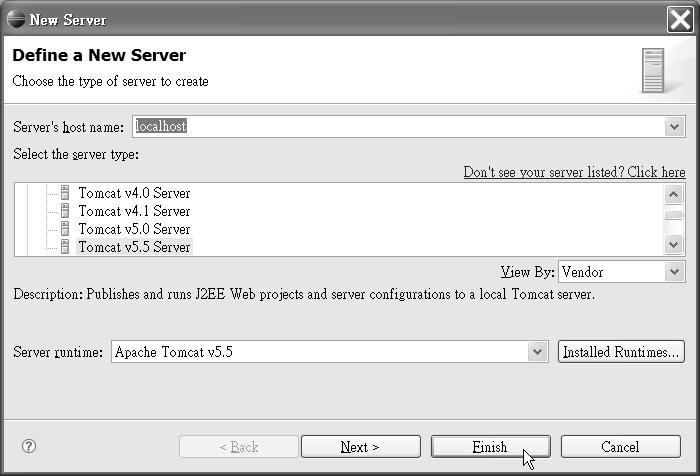 New Server
Define a New Server
Choose the type of server to create
Server's host name: localhost
Select the server type:
Don't see your server listed? Click here
Tomcat v4.0 Server
Tomcat v4.1 Server
Tomcat v5.0 Server
Tomcat v5.5 Server
View By: Vendor
Description: Publishes and runs J2EE Web projects and server configurations to a local Tomcat server.
Server runtime: Apache Tomcat v5.5 Installed Runtimes...
? < Back Next > Finish Cancel